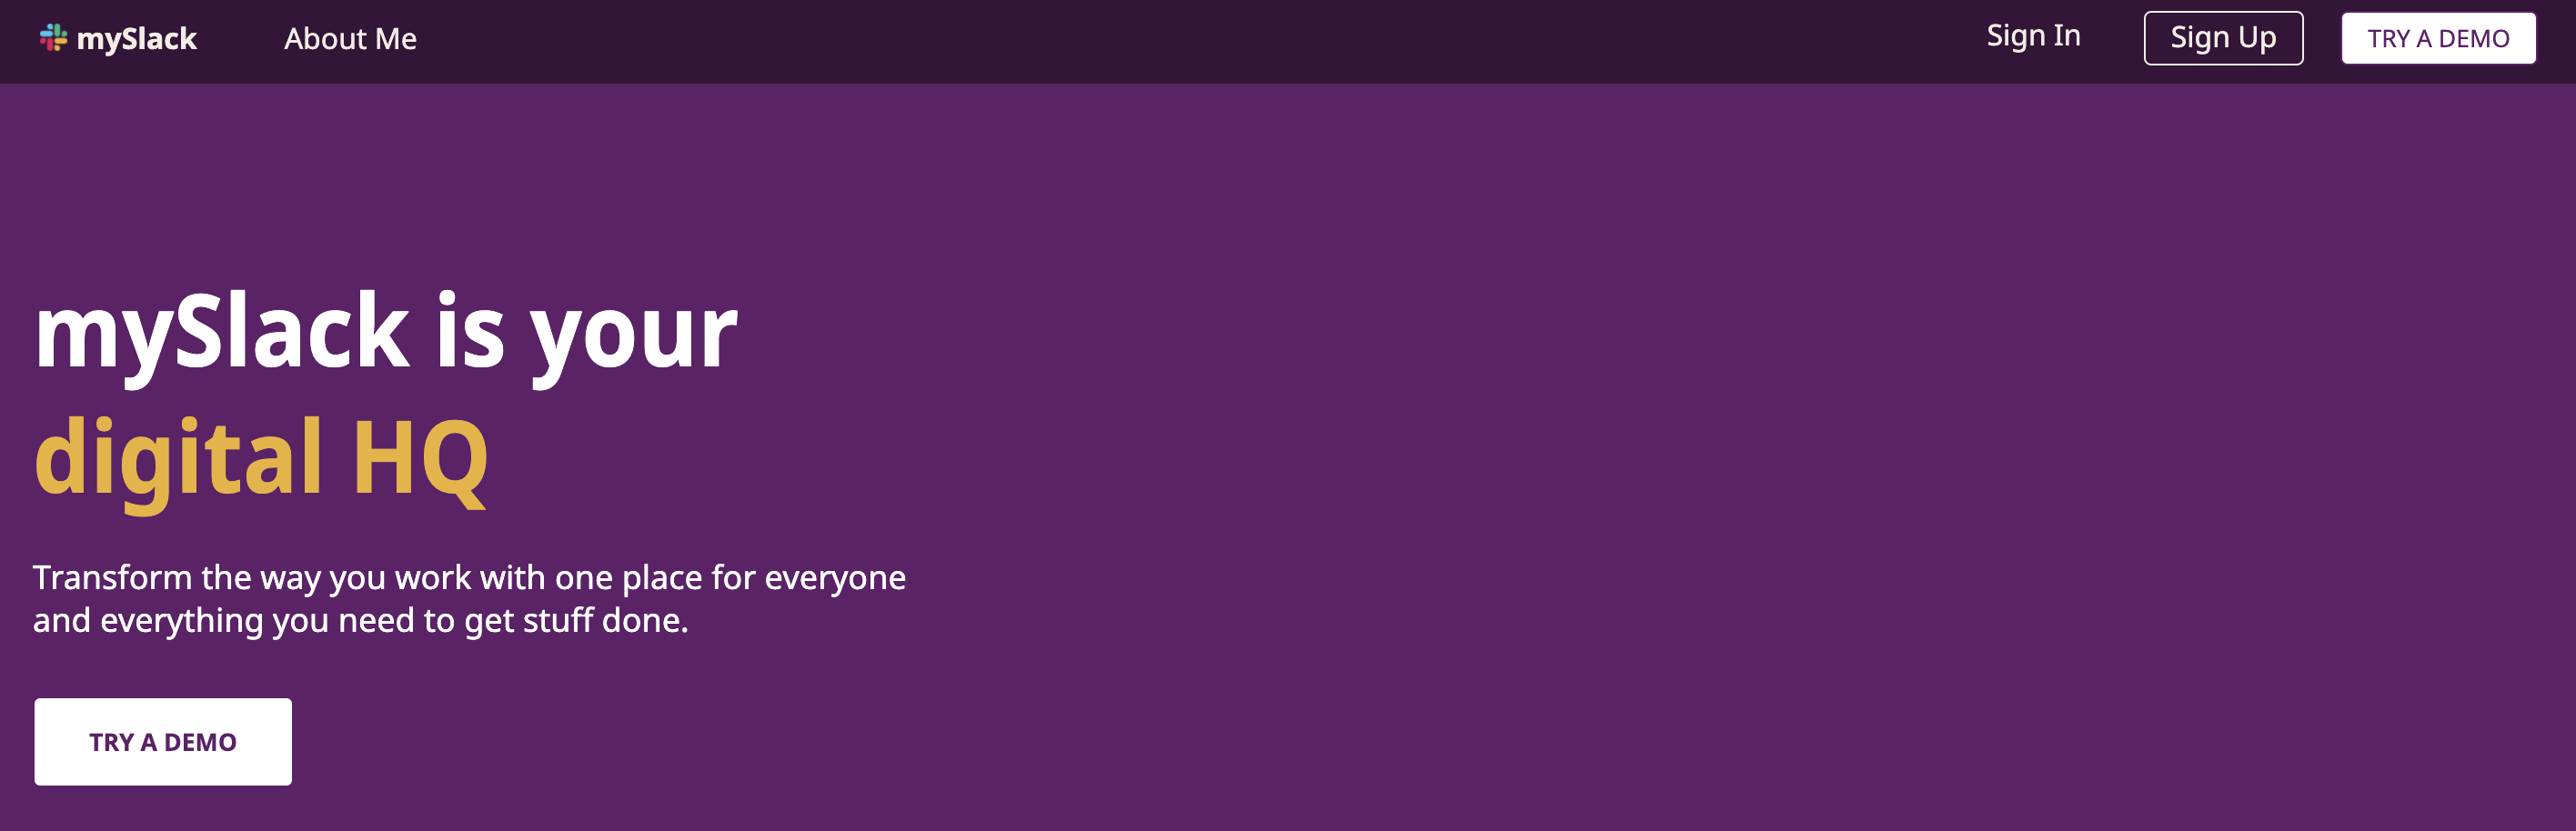 mySlack About Me Sign In Sign Up TRY A DEMO
mySlack is your
digital HQ
Transform the way you work with one place for everyone
and everything you need to get stuff done.
TRY A DEMO